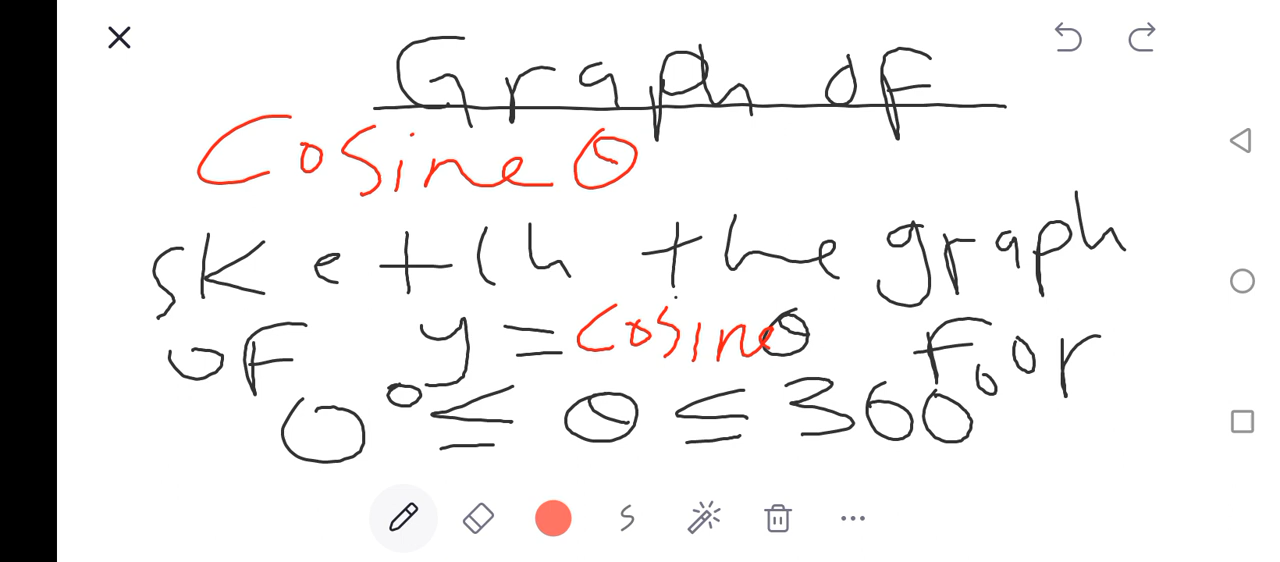 Graph of
Cosine θ
sketch the graph
of y = cosine θ for
0° ≤ θ ≤ 360°